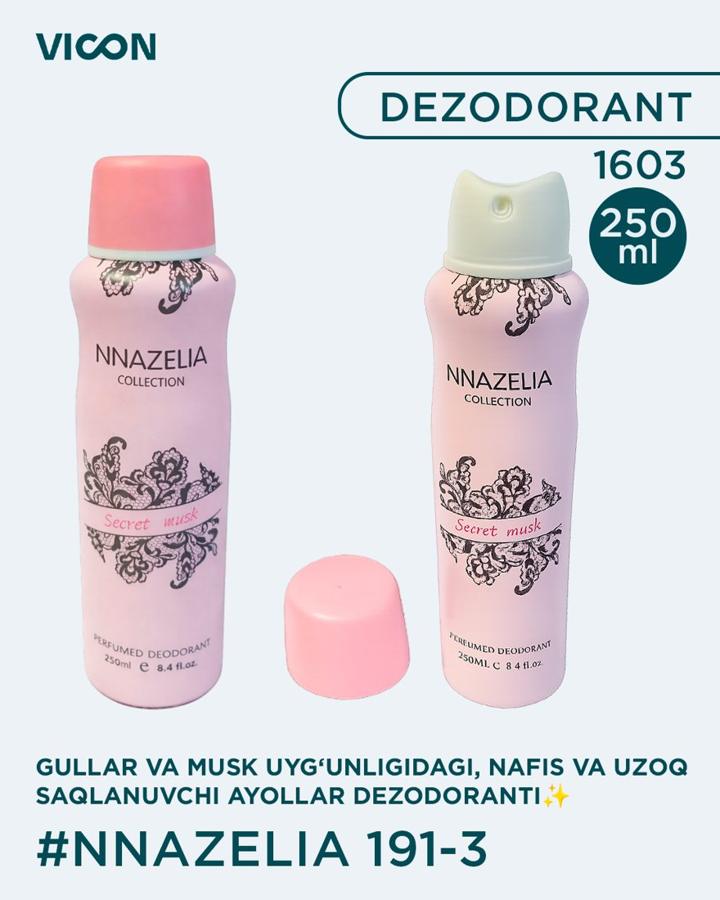 VICON
DEZODORANT
1603
250
ml
NNAZELIA
COLLECTION
Secret musk
PERFUMED DEODORANT
250ml e 8.4 fl.oz.
NNAZELIA
COLLECTION
Secret musk
PERFUMED DEODORANT
250ML C 8 4 fl.oz.
GULLAR VA MUSK UYG‘UNLIGIDAGI, NAFIS VA UZOQ
SAQLANUVCHI AYOLLAR DEZODORANTI✨
#NNAZELIA 191-3